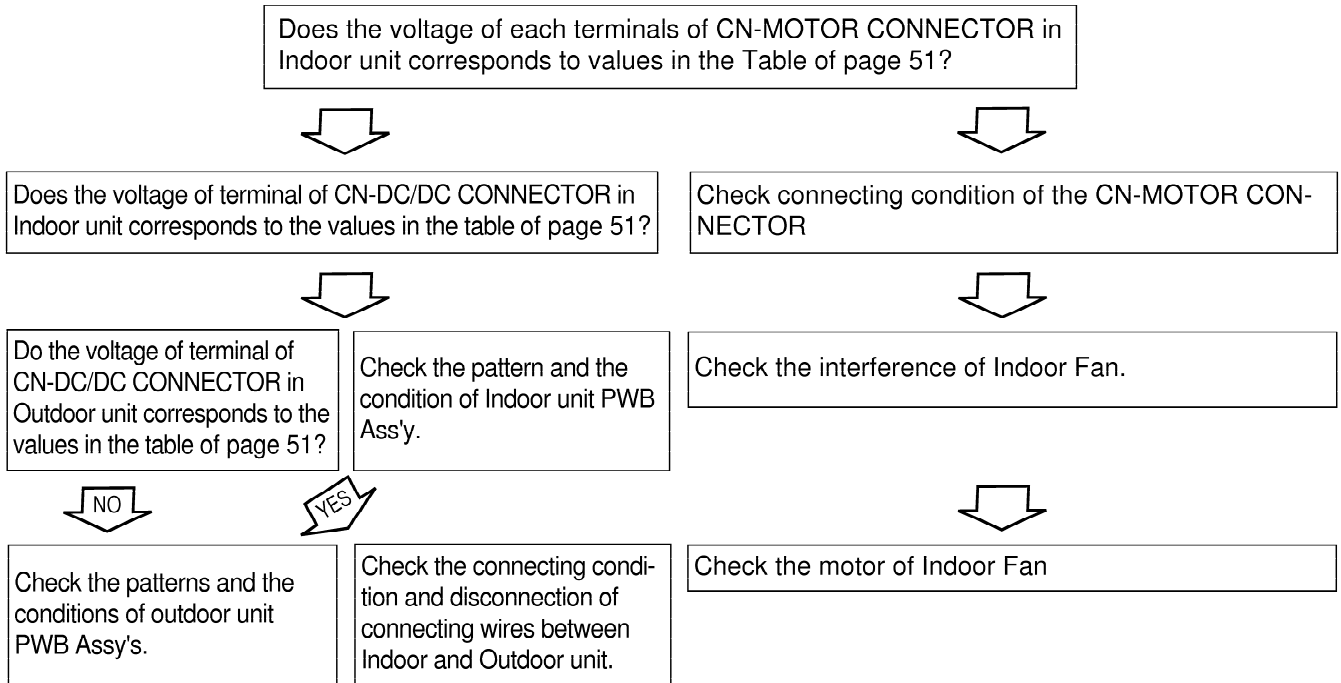 Does the voltage of each terminals of CN-MOTOR CONNECTOR in
Indoor unit corresponds to values in the Table of page 51?
Does the voltage of terminal of CN-DC/DC CONNECTOR in
Indoor unit corresponds to the values in the table of page 51?
Check connecting condition of the CN-MOTOR CON-
NECTOR
Do the voltage of terminal of
CN-DC/DC CONNECTOR in
Outdoor unit corresponds to the
values in the table of page 51?
Check the pattern and the
condition of Indoor unit PWB
Ass'y.
Check the interference of Indoor Fan.
NO
YES
Check the patterns and the
conditions of outdoor unit
PWB Assy's.
Check the connecting condi-
tion and disconnection of
connecting wires between
Indoor and Outdoor unit.
Check the motor of Indoor Fan